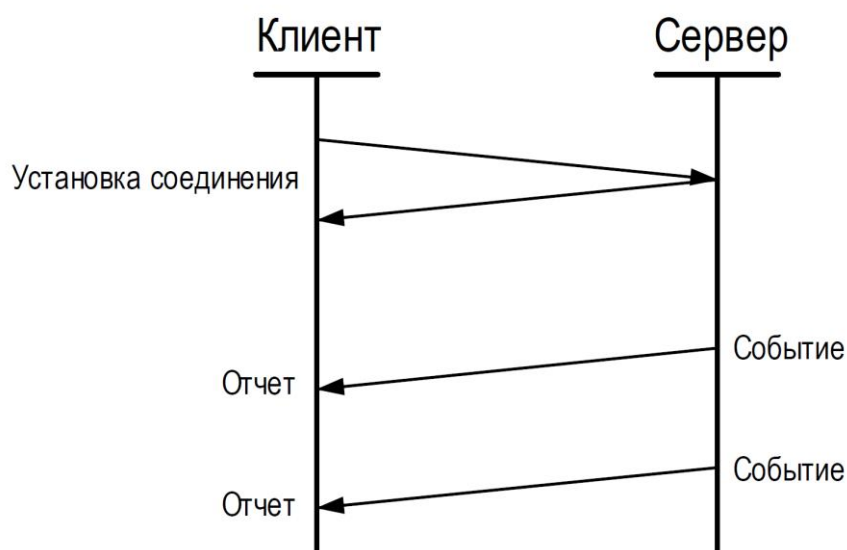 Клиент
Сервер
Установка соединения
Событие
Отчет
Событие
Отчет